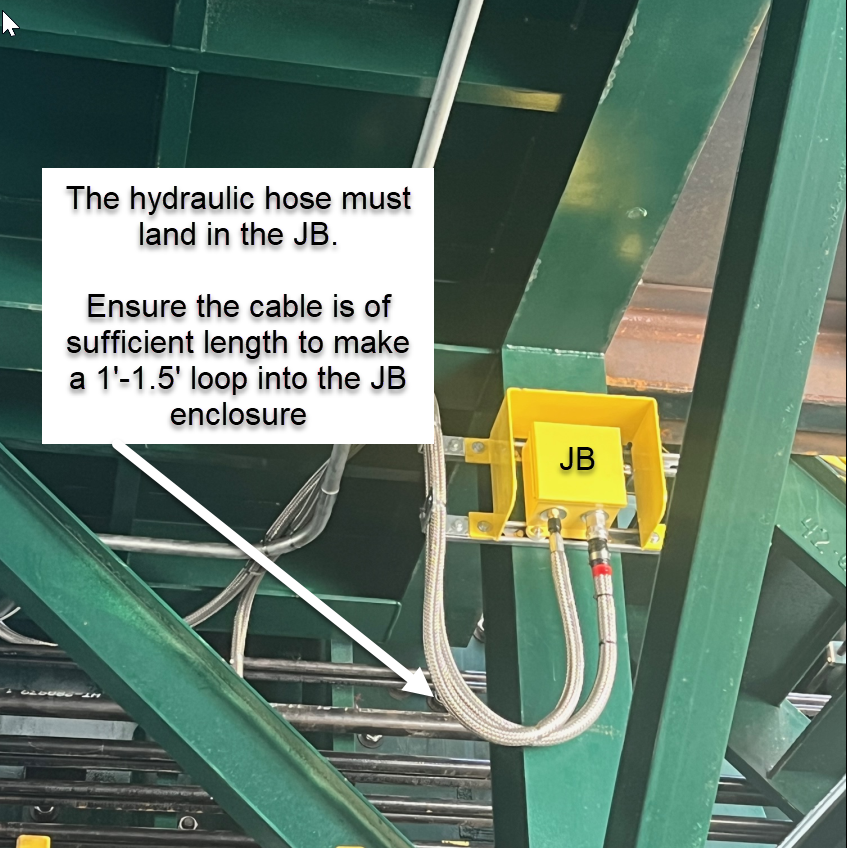 The hydraulic hose must
land in the JB.
Ensure the cable is of
sufficient length to make
a 1'-1.5' loop into the JB
enclosure
JB